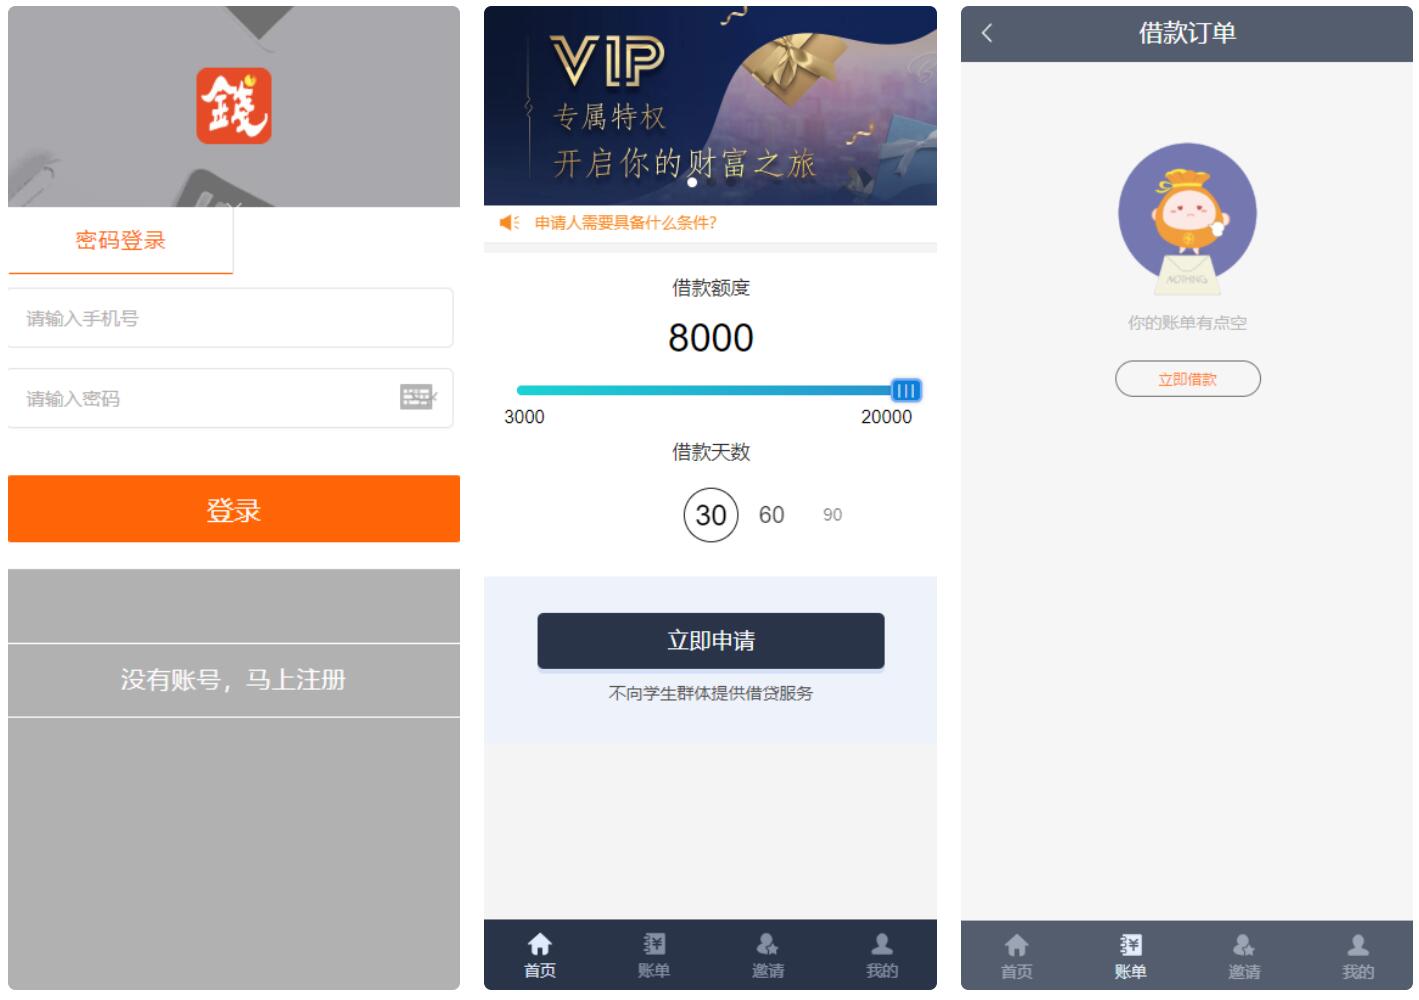 錢
密码登录
请输入手机号
请输入密码
登录
没有账号，马上注册
VIP
专属特权
开启你的财富之旅
申请人需要具备什么条件?
借款额度
8000
3000 20000
借款天数
30 60 90
立即申请
不向学生群体提供借贷服务
首页 账单 邀请 我的
借款订单
NOTHING
你的账单有点空
立即借款
首页 账单 邀请 我的